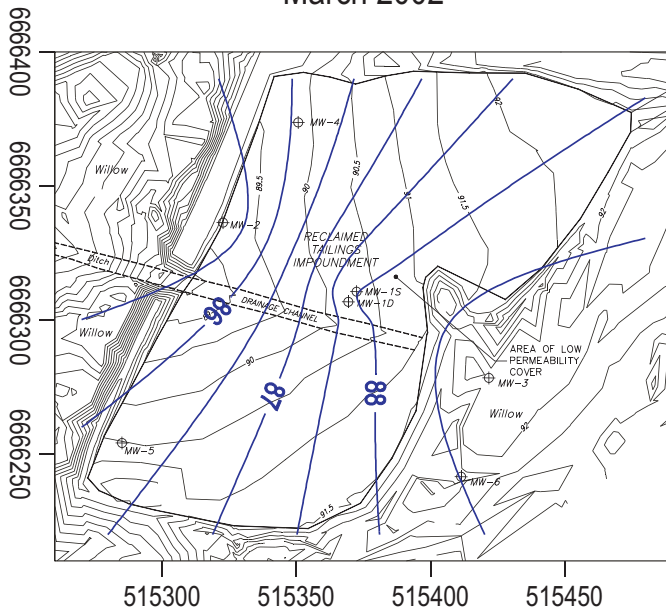 March 2002
6666400
6666350
6666300
6666250
Willow
MW-4
92
89.5
90
90.5
91
91.5
92
MW-2
RECLAIMED
TAILINGS
IMPOUNDMENT
Ditch
MW-1S
MW-1D
DRAINAGE CHANNEL
86
Willow
AREA OF LOW
PERMEABILITY
COVER
90
87
88
MW-3
Willow
92
MW-5
MW-6
91.5
515300
515350
515400
515450